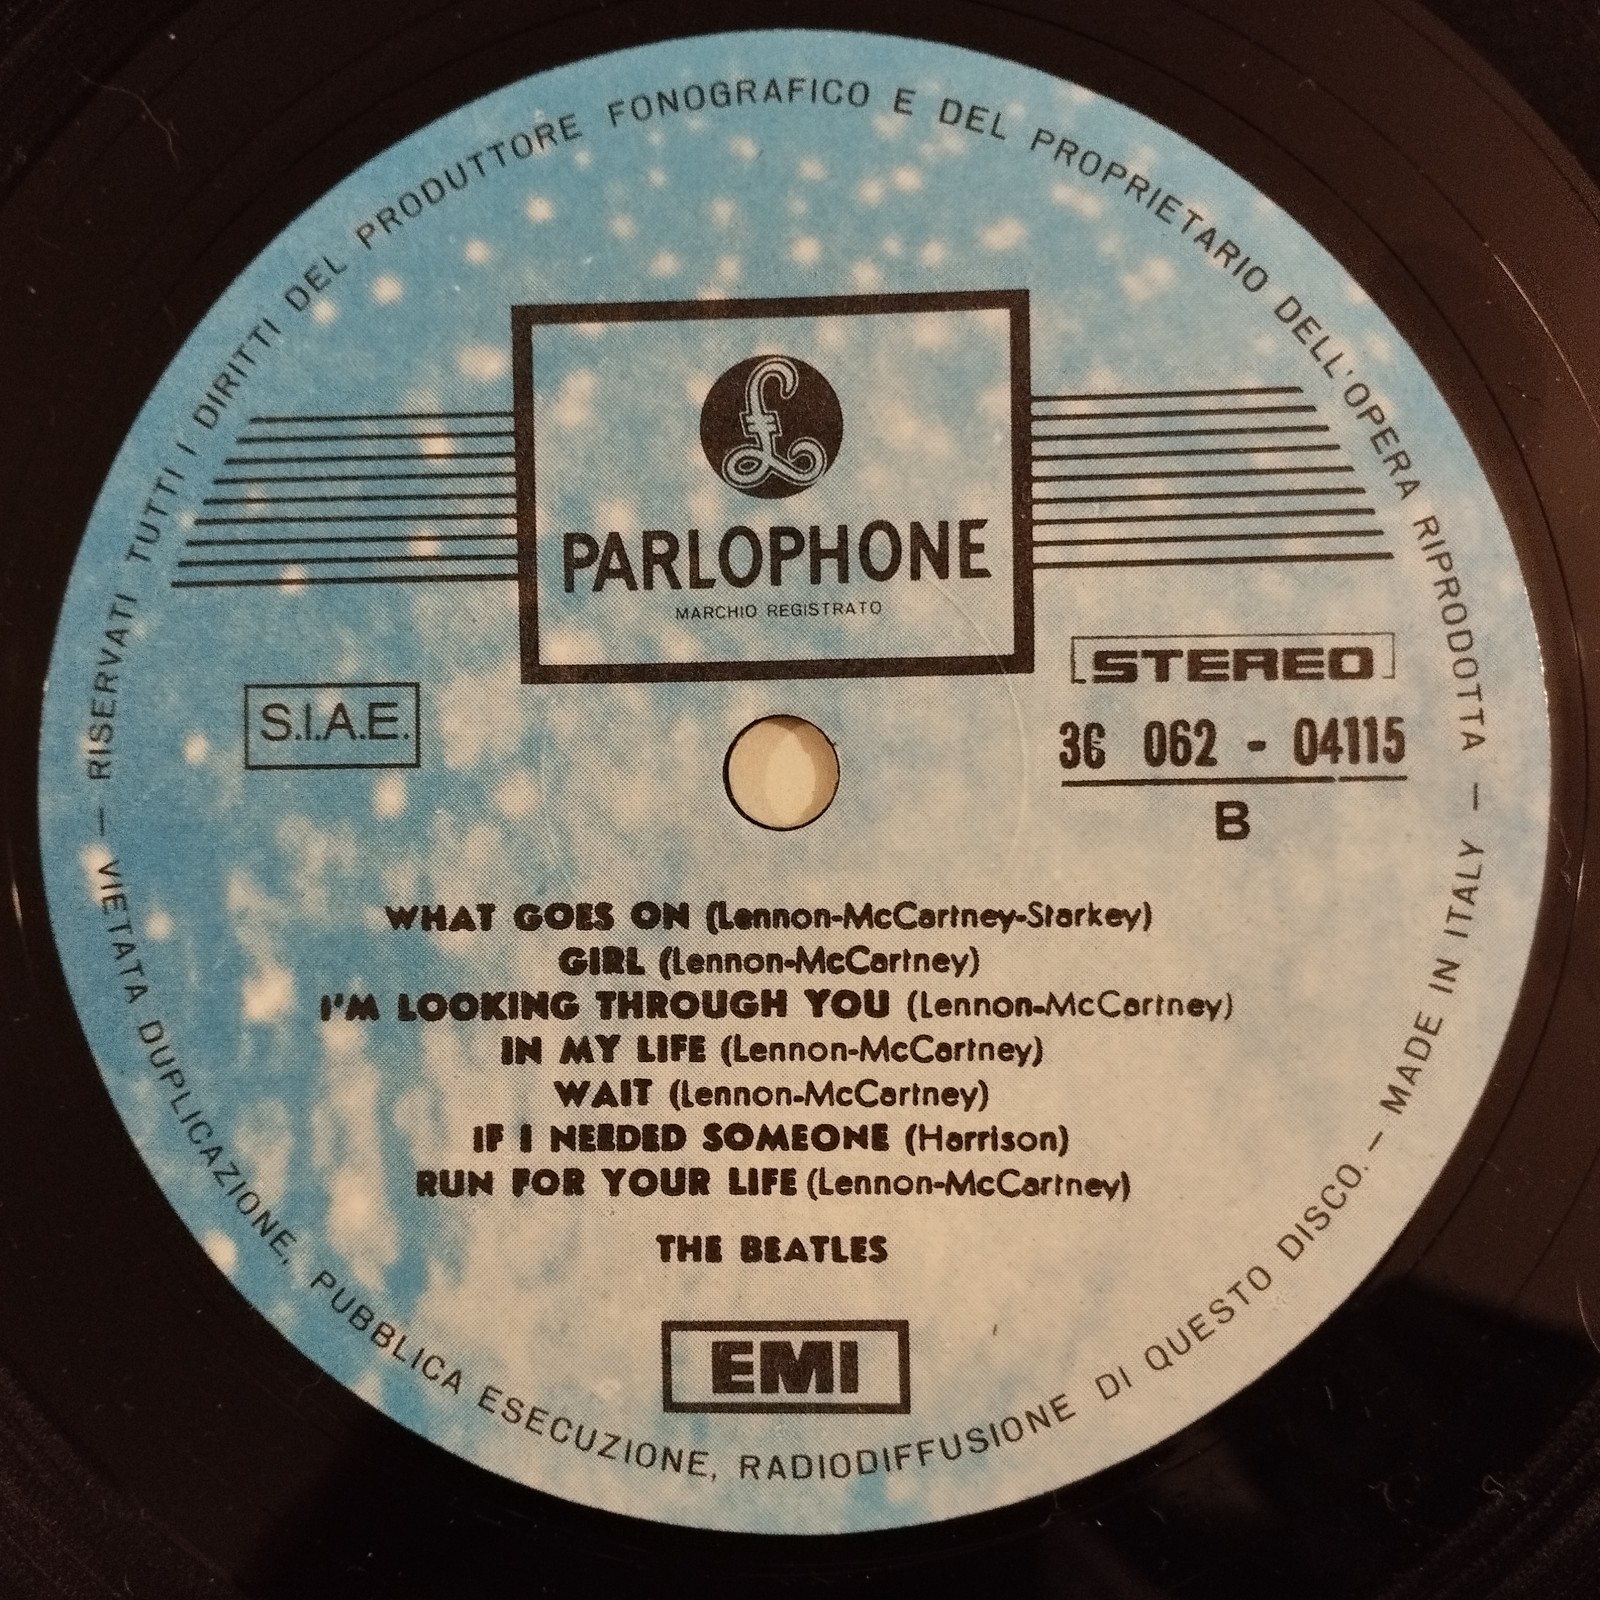 RISERVATI TUTTI I DIRITTI DEL PRODUTTORE FONOGRAFICO E DEL PROPRIETARIO DELL'OPERA RIPRODOTTA —
£
PARLOPHONE
MARCHIO REGISTRATO
S.I.A.E.
STEREO
3C 062 - 04115
B
WHAT GOES ON (Lennon-McCartney-Starkey)
GIRL (Lennon-McCartney)
I'M LOOKING THROUGH YOU (Lennon-McCartney)
IN MY LIFE (Lennon-McCartney)
WAIT (Lennon-McCartney)
IF I NEEDED SOMEONE (Harrison)
RUN FOR YOUR LIFE (Lennon-McCartney)
THE BEATLES
EMI
— VIETATA DUPLICAZIONE, PUBBLICA ESECUZIONE, RADIODIFFUSIONE DI QUESTO DISCO. — MADE IN ITALY